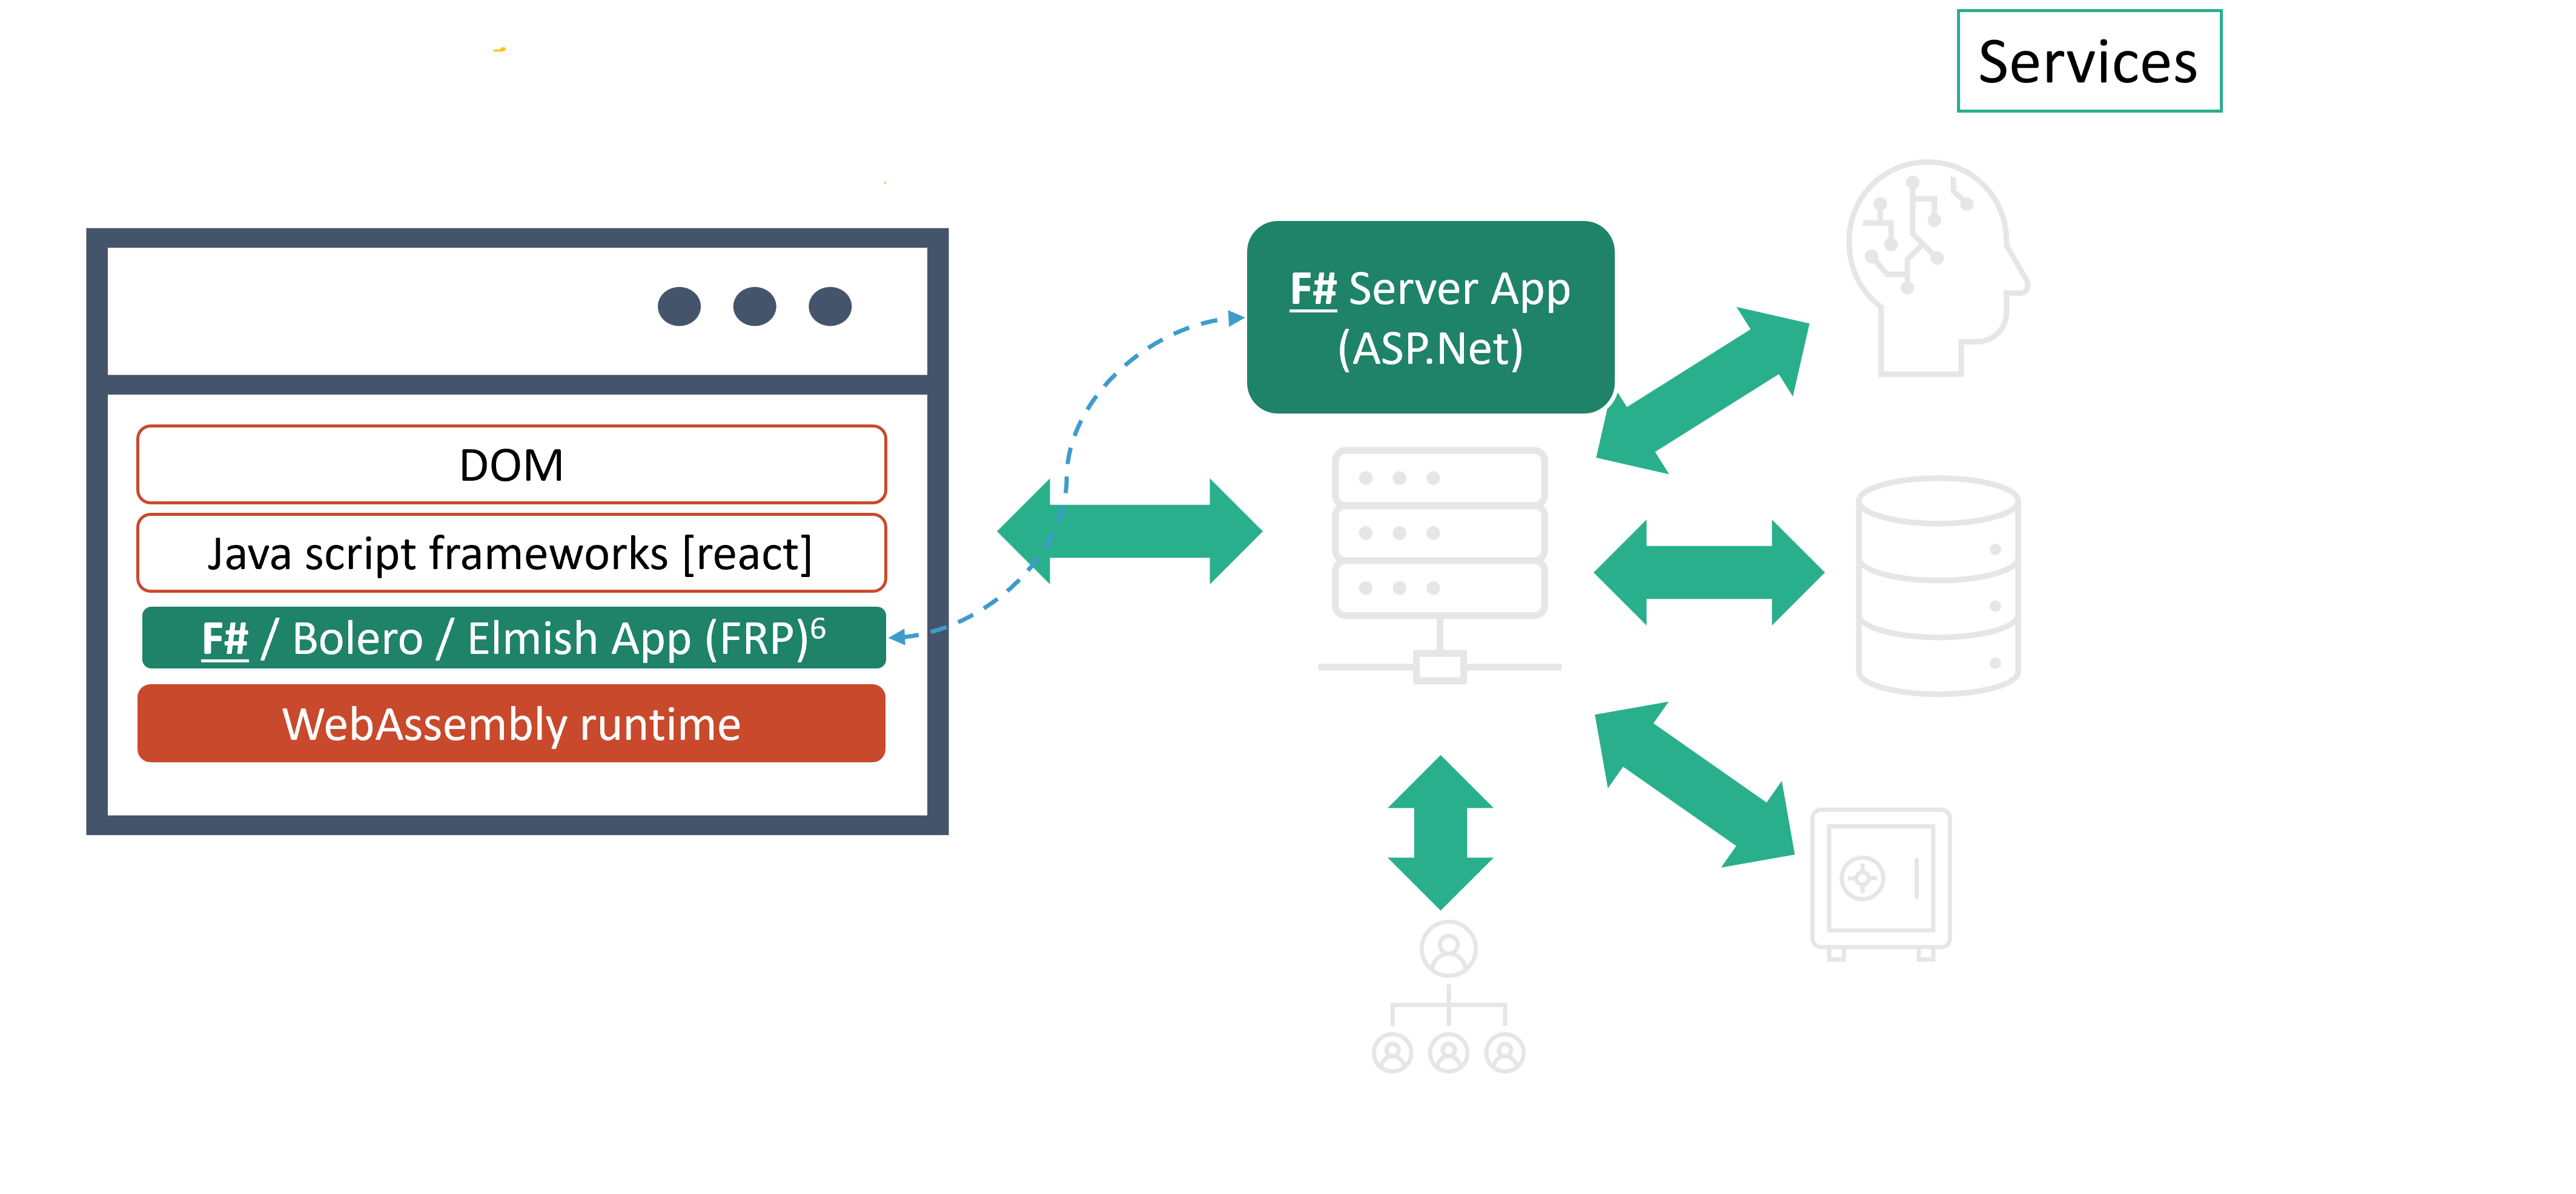 Services
F# Server App
(ASP.Net)
DOM
Java script frameworks [react]
F# / Bolero / Elmish App (FRP)⁶
WebAssembly runtime